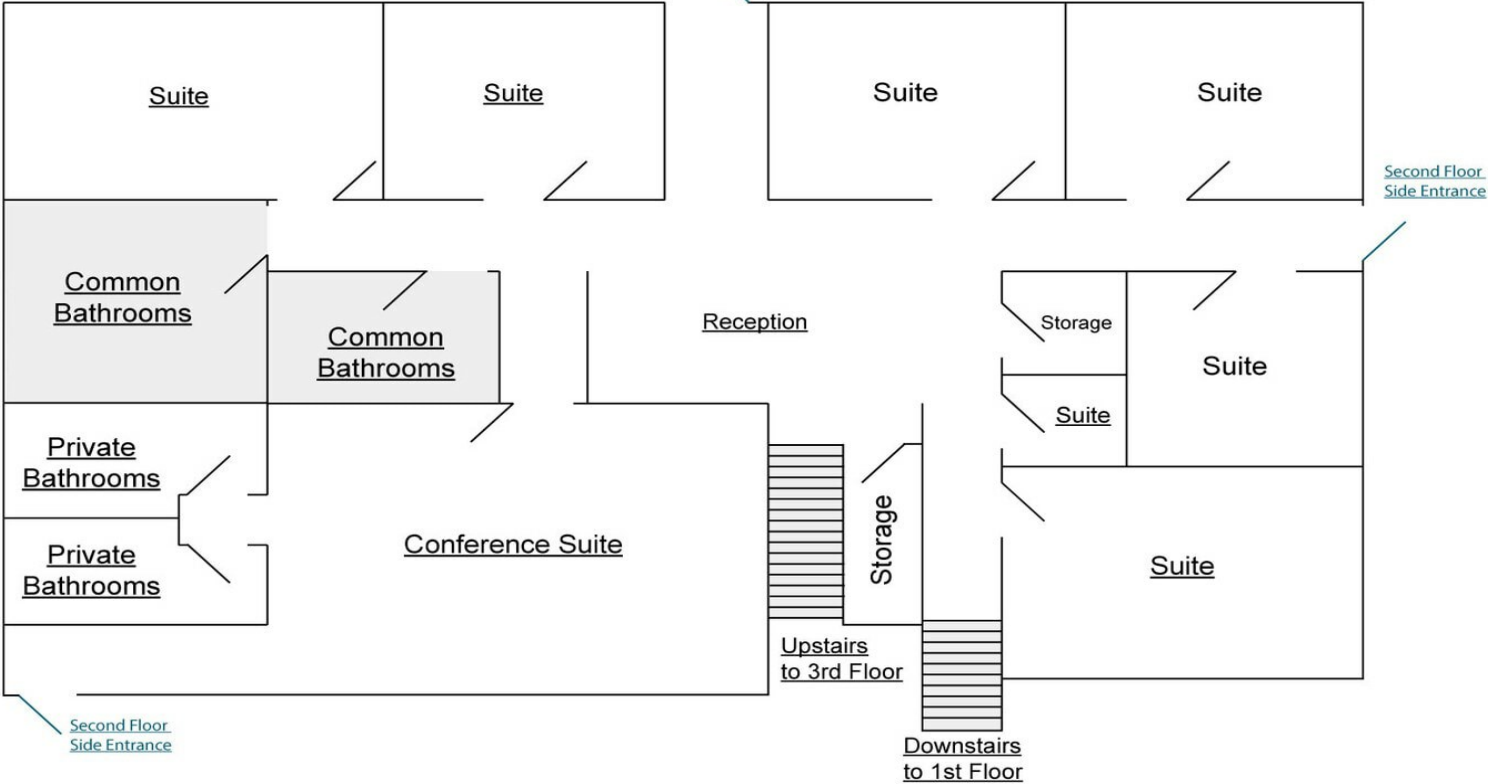 Suite
Suite
Suite
Suite
Second Floor
Side Entrance
Common
Bathrooms
Common
Bathrooms
Reception
Storage
Suite
Suite
Private
Bathrooms
Private
Bathrooms
Conference Suite
Storage
Suite
Upstairs
to 3rd Floor
Second Floor
Side Entrance
Downstairs
to 1st Floor